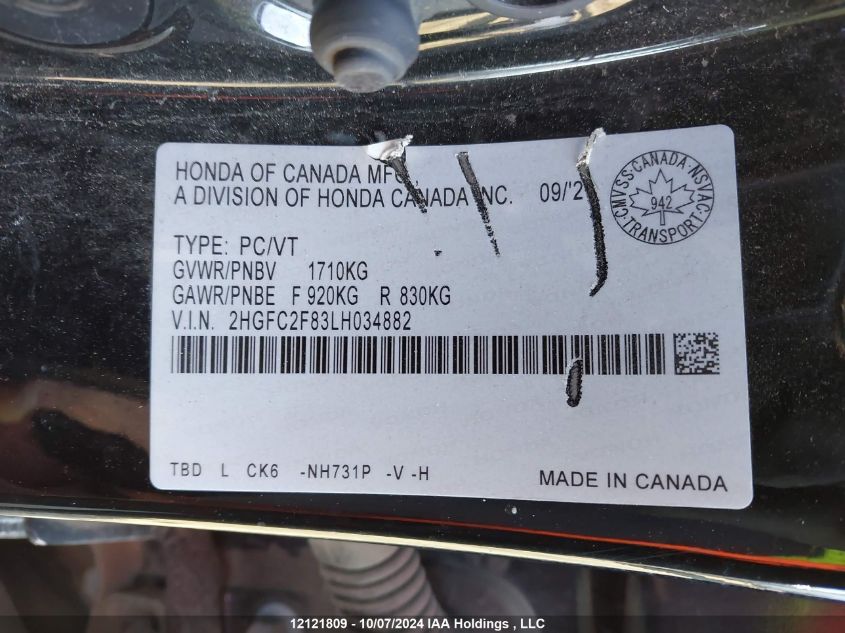 HONDA OF CANADA MFG.
A DIVISION OF HONDA CANADA INC. 09/'2
CMVSS·CANADA·NSVAC·TRANSPORT·
942
TYPE: PC/VT
GVWR/PNBV 1710KG
GAWR/PNBE F 920KG R 830KG
V.I.N. 2HGFC2F83LH034882
TBD L CK6 -NH731P -V -H
MADE IN CANADA
12121809 - 10/07/2024 IAA Holdings , LLC